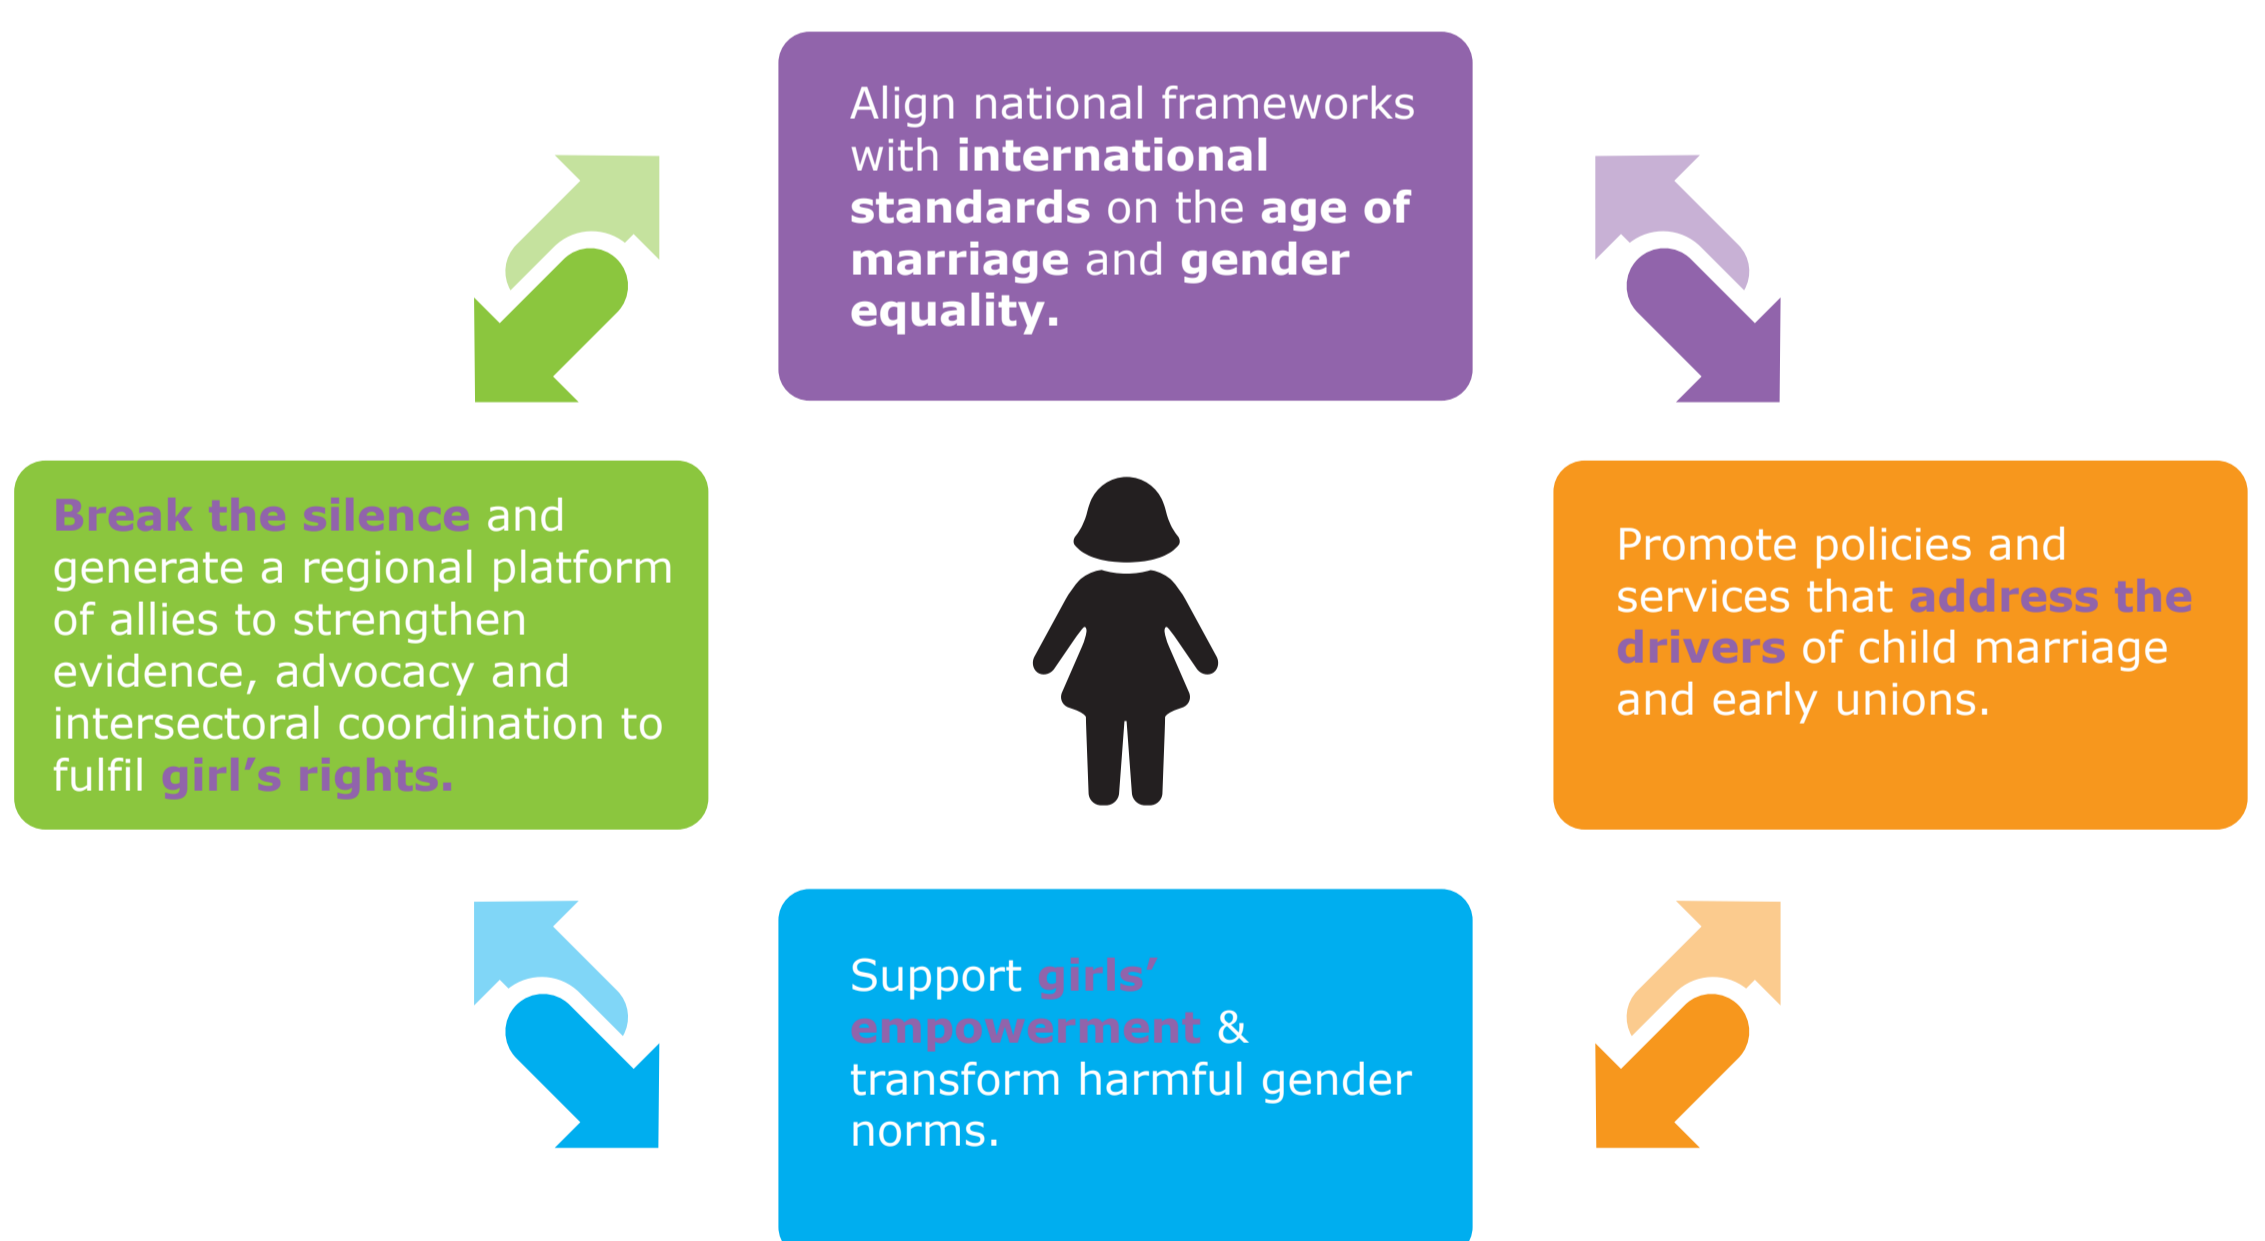 Align national frameworks
with international
standards on the age of
marriage and gender
equality.
Break the silence and
generate a regional platform
of allies to strengthen
evidence, advocacy and
intersectoral coordination to
fulfil girl’s rights.
Promote policies and
services that address the
drivers of child marriage
and early unions.
Support girls’
empowerment &
transform harmful gender
norms.